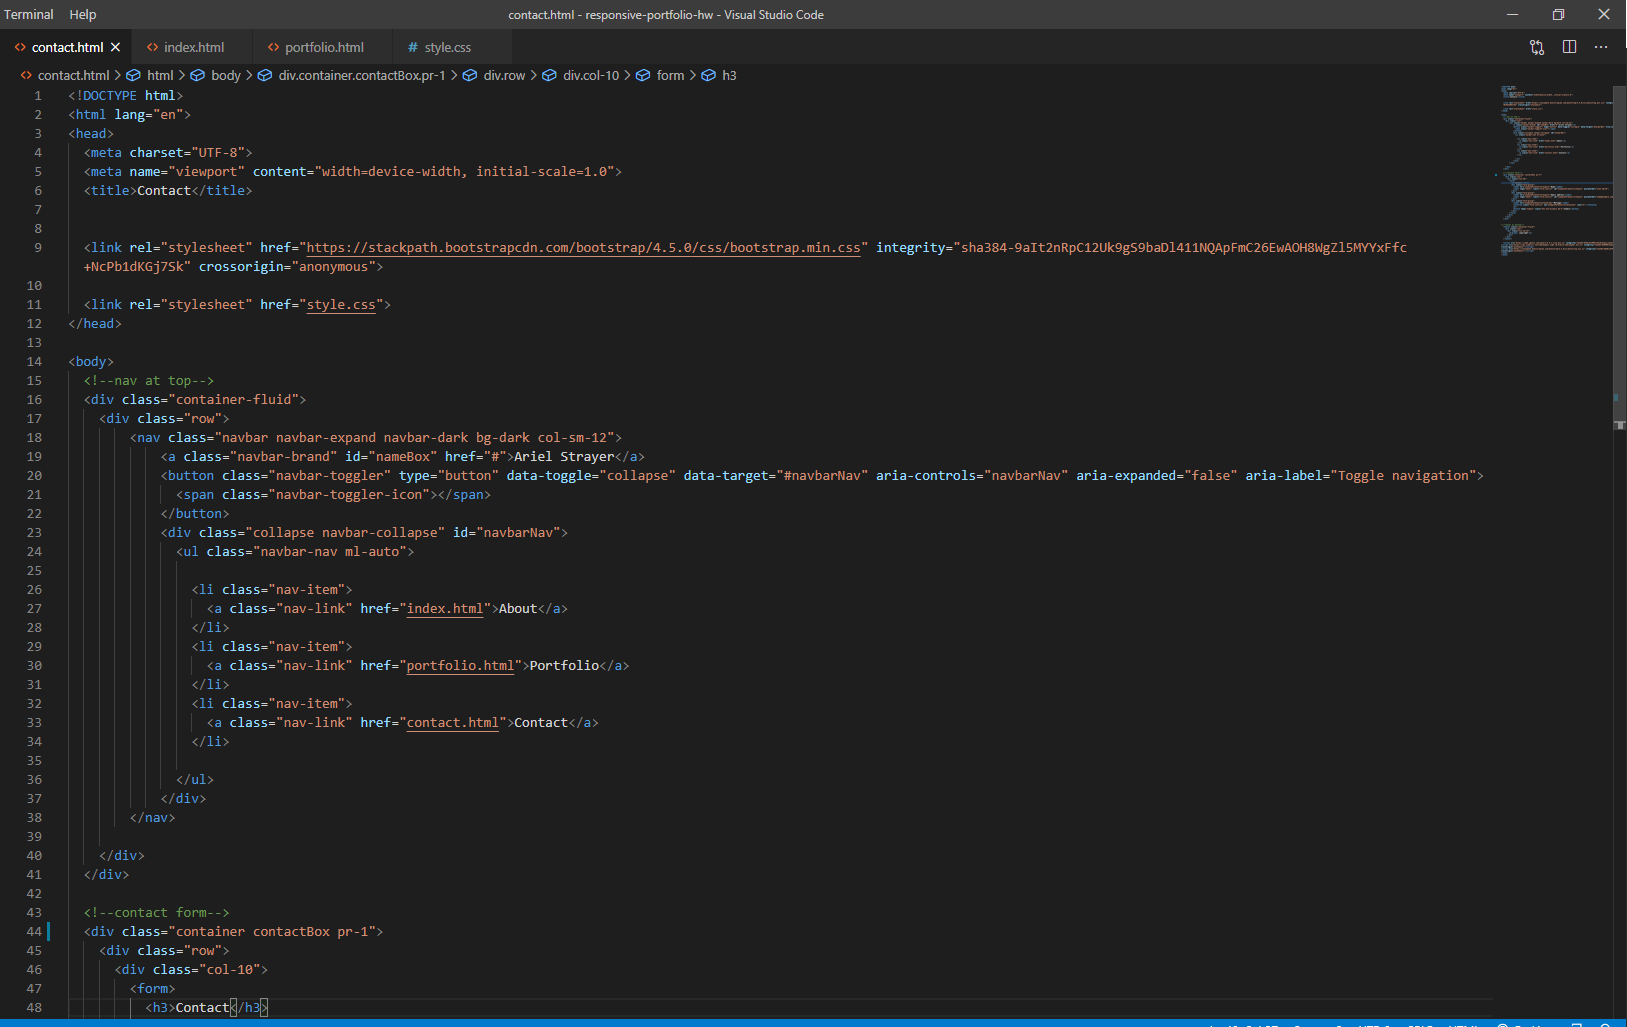 Terminal Help contact.html - responsive-portfolio-hw - Visual Studio Code
contact.html index.html portfolio.html # style.css
contact.html > html > body > div.container.contactBox.pr-1 > div.row > div.col-10 > form > h3
1 <!DOCTYPE html>
2 <html lang="en">
3 <head>
4 <meta charset="UTF-8">
5 <meta name="viewport" content="width=device-width, initial-scale=1.0">
6 <title>Contact</title>
7
8
9 <link rel="stylesheet" href="https://stackpath.bootstrapcdn.com/bootstrap/4.5.0/css/bootstrap.min.css" integrity="sha384-9aIt2nRpC12Uk9gS9baDl411NQApFmC26EwAOH8WgZl5MYYxFfc
+NcPb1dKGj7Sk" crossorigin="anonymous">
10
11 <link rel="stylesheet" href="style.css">
12 </head>
13
14 <body>
15 <!--nav at top-->
16 <div class="container-fluid">
17 <div class="row">
18 <nav class="navbar navbar-expand navbar-dark bg-dark col-sm-12">
19 <a class="navbar-brand" id="nameBox" href="#">Ariel Strayer</a>
20 <button class="navbar-toggler" type="button" data-toggle="collapse" data-target="#navbarNav" aria-controls="navbarNav" aria-expanded="false" aria-label="Toggle navigation">
21 <span class="navbar-toggler-icon"></span>
22 </button>
23 <div class="collapse navbar-collapse" id="navbarNav">
24 <ul class="navbar-nav ml-auto">
25
26 <li class="nav-item">
27 <a class="nav-link" href="index.html">About</a>
28 </li>
29 <li class="nav-item">
30 <a class="nav-link" href="portfolio.html">Portfolio</a>
31 </li>
32 <li class="nav-item">
33 <a class="nav-link" href="contact.html">Contact</a>
34 </li>
35
36 </ul>
37 </div>
38 </nav>
39
40 </div>
41 </div>
42
43 <!--contact form-->
44 <div class="container contactBox pr-1">
45 <div class="row">
46 <div class="col-10">
47 <form>
48 <h3>Contact</h3>